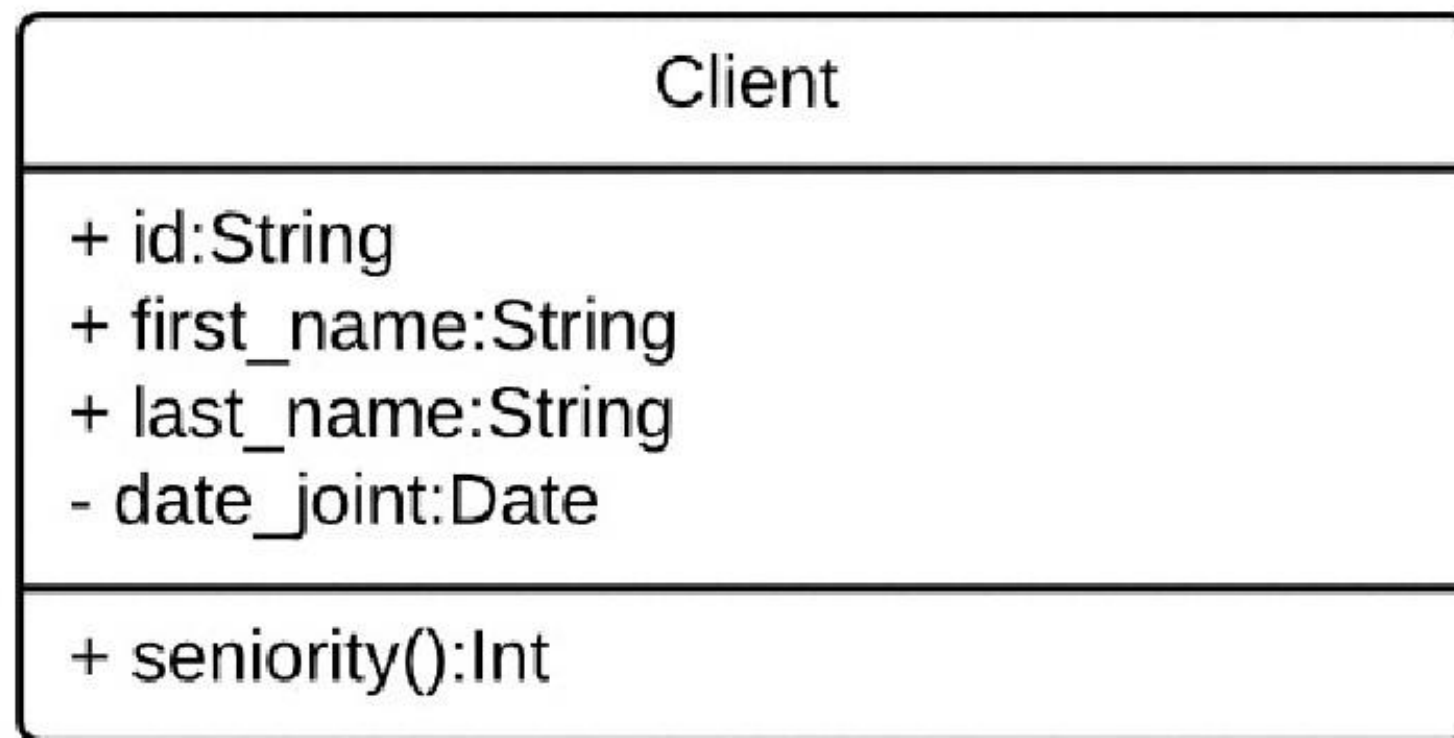 Client
+ id:String
+ first_name:String
+ last_name:String
- date_joint:Date
+ seniority():Int